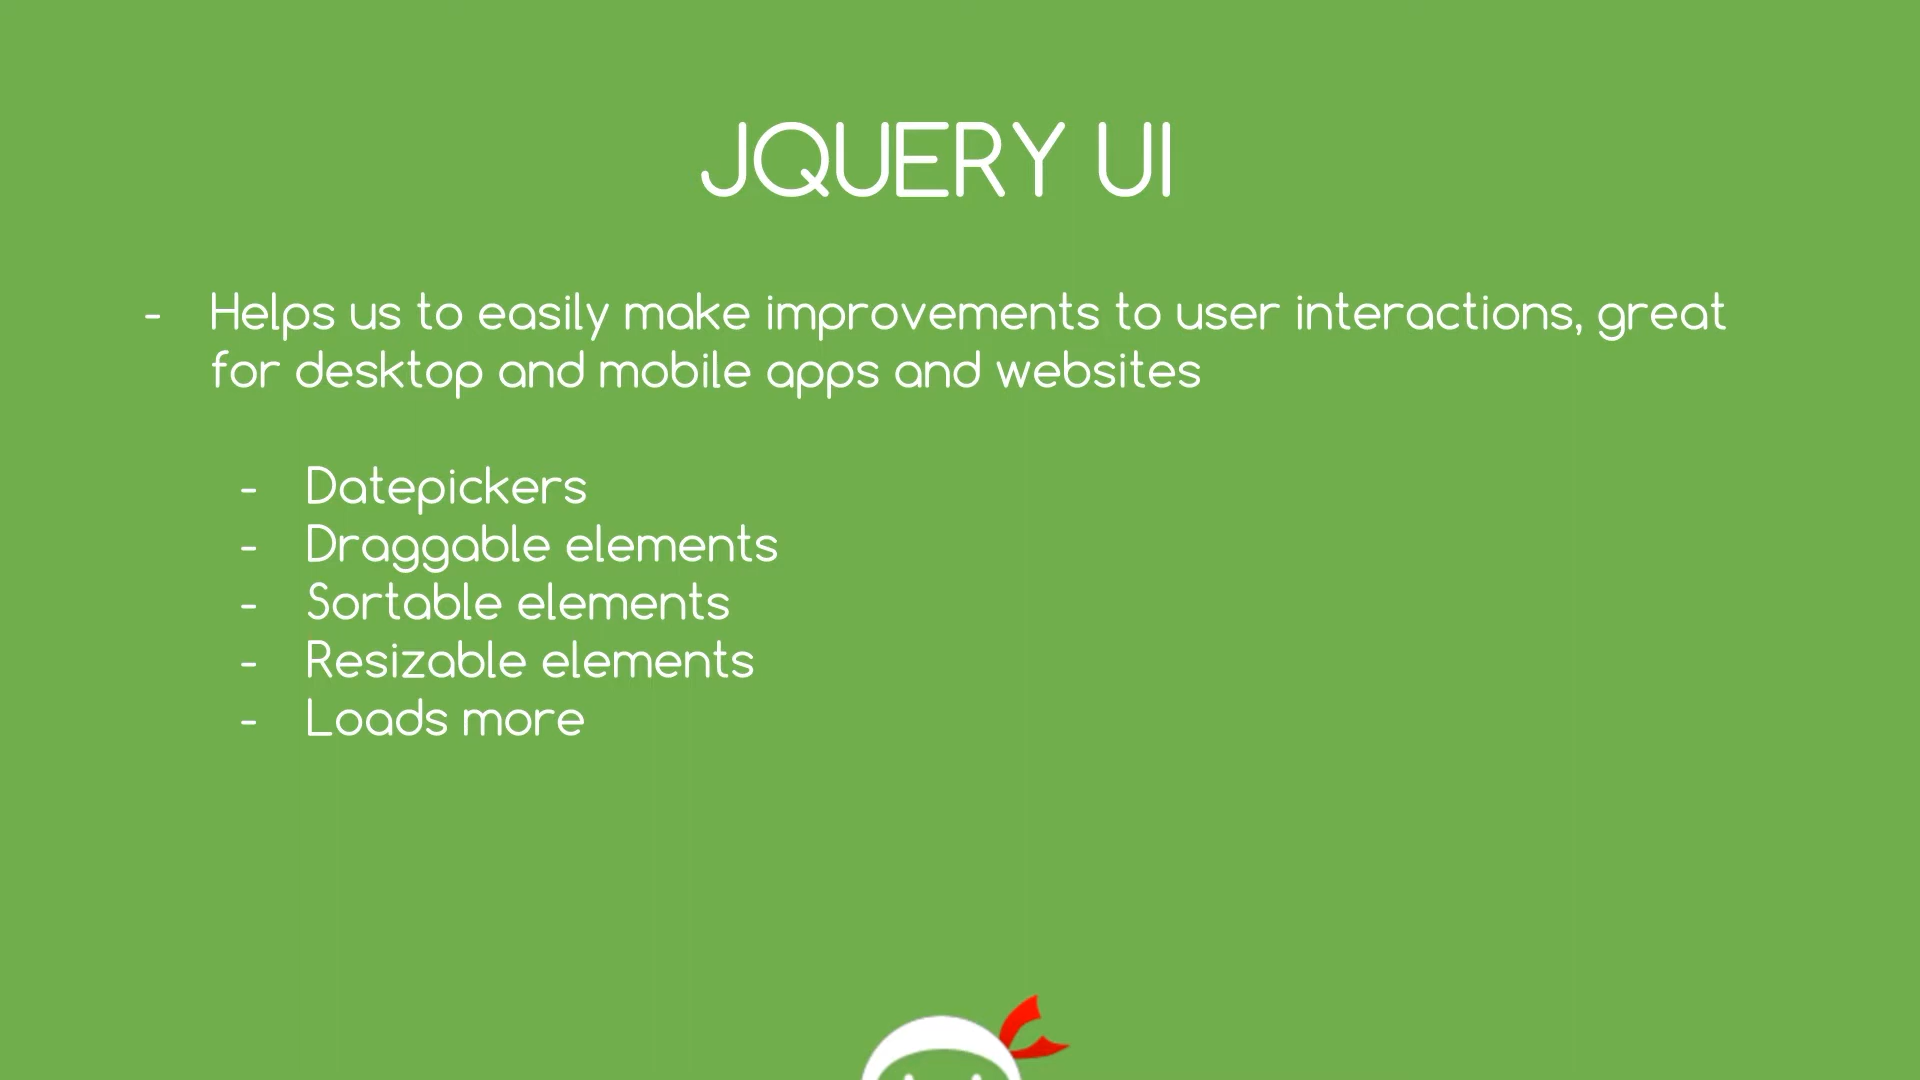 JQUERY UI
- Helps us to easily make improvements to user interactions, great
for desktop and mobile apps and websites
- Datepickers
- Draggable elements
- Sortable elements
- Resizable elements
- Loads more